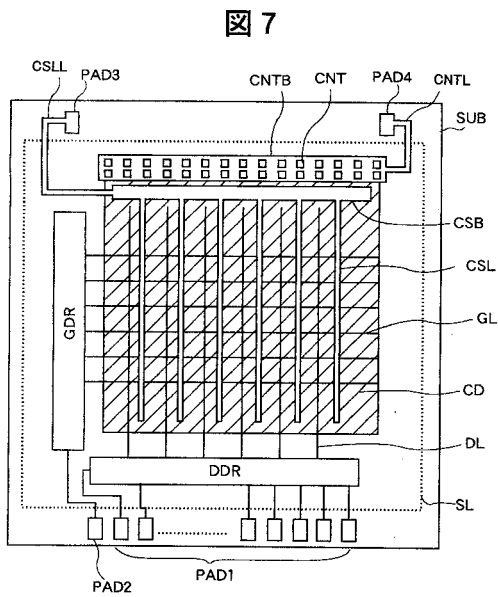 図7
CSLL
PAD3
CNTB
CNT
PAD4
CNTL
SUB
CSB
CSL
GL
GDR
CD
DL
DDR
SL
PAD2
PAD1